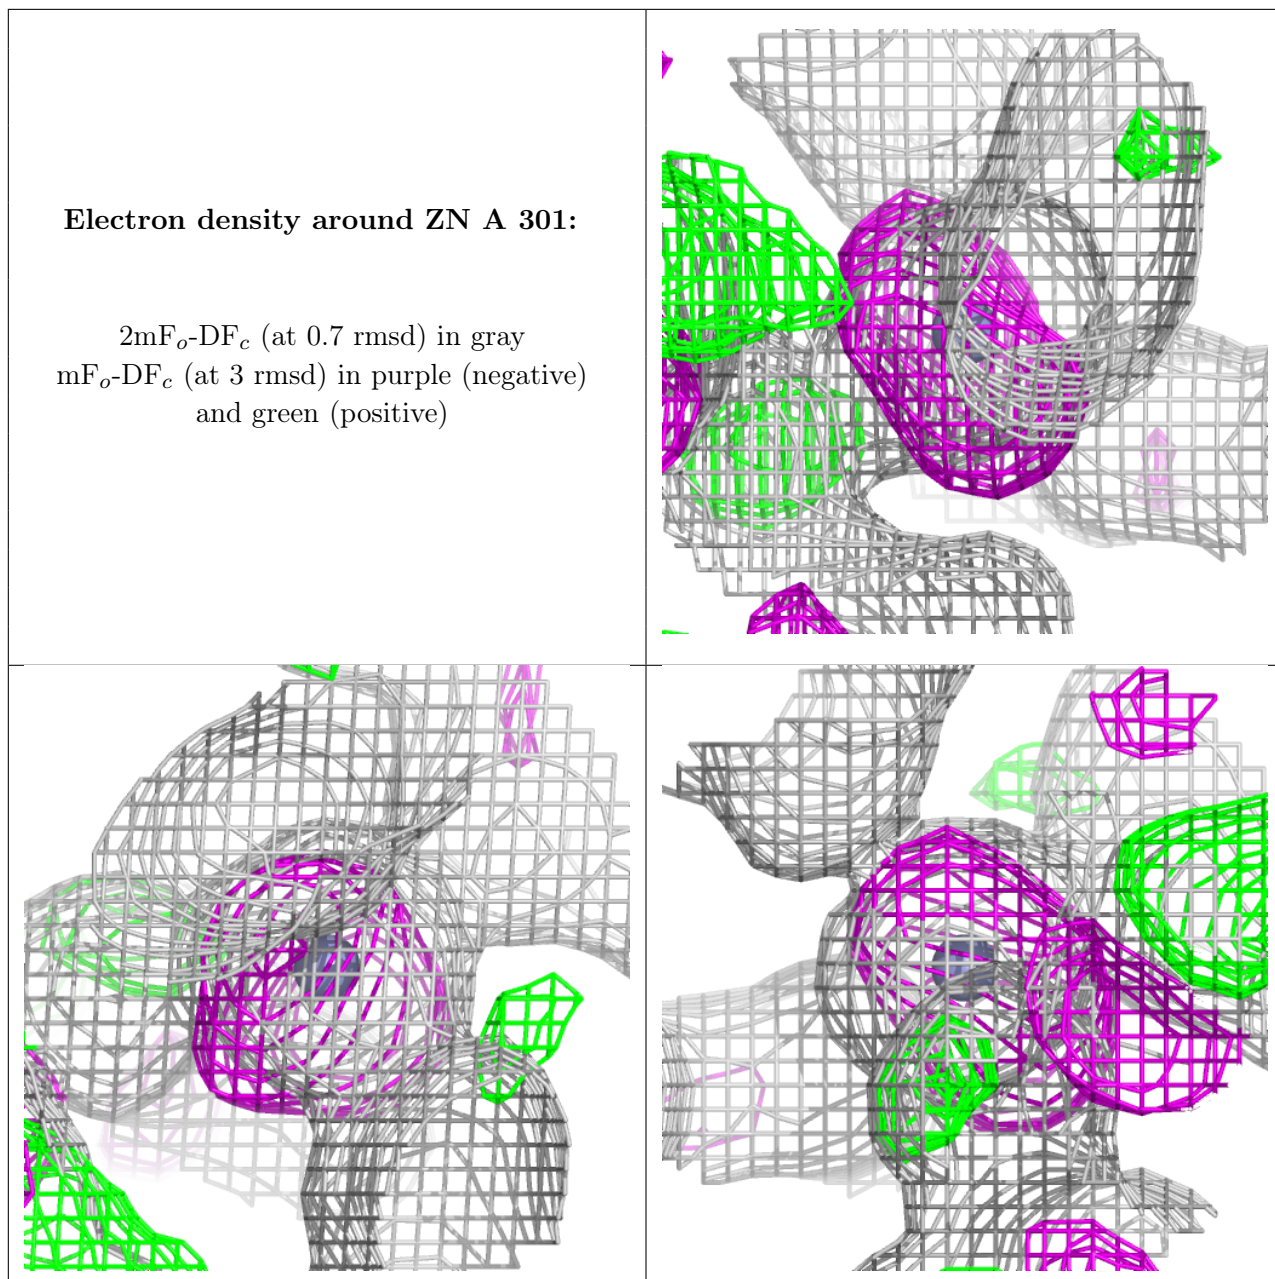 Electron density around ZN A 301:
2mFo-DFc (at 0.7 rmsd) in gray
mFo-DFc (at 3 rmsd) in purple (negative)
and green (positive)